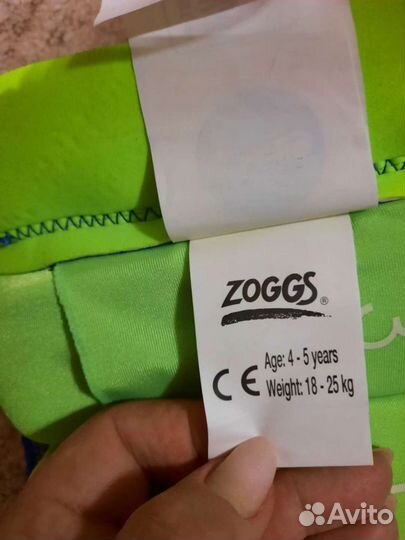 ZOGGS®
Age: 4 - 5 years
CE Weight: 18 - 25 kg
Avito